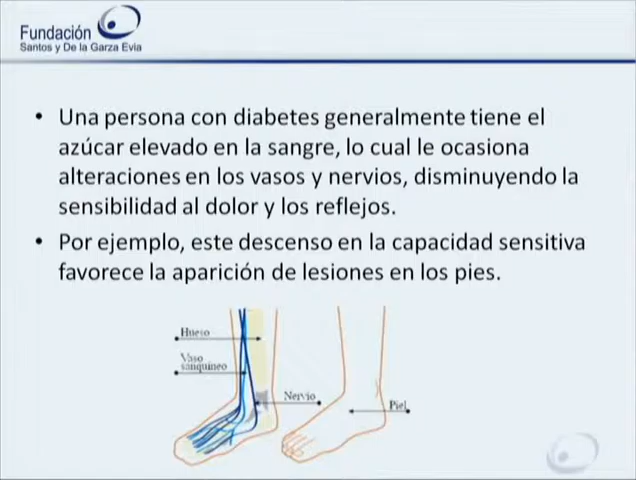 Fundación
Santos y De la Garza Evia
• Una persona con diabetes generalmente tiene el
azúcar elevado en la sangre, lo cual le ocasiona
alteraciones en los vasos y nervios, disminuyendo la
sensibilidad al dolor y los reflejos.
• Por ejemplo, este descenso en la capacidad sensitiva
favorece la aparición de lesiones en los pies.
Hueso
Vaso
sanquineo
Nervio
Piel